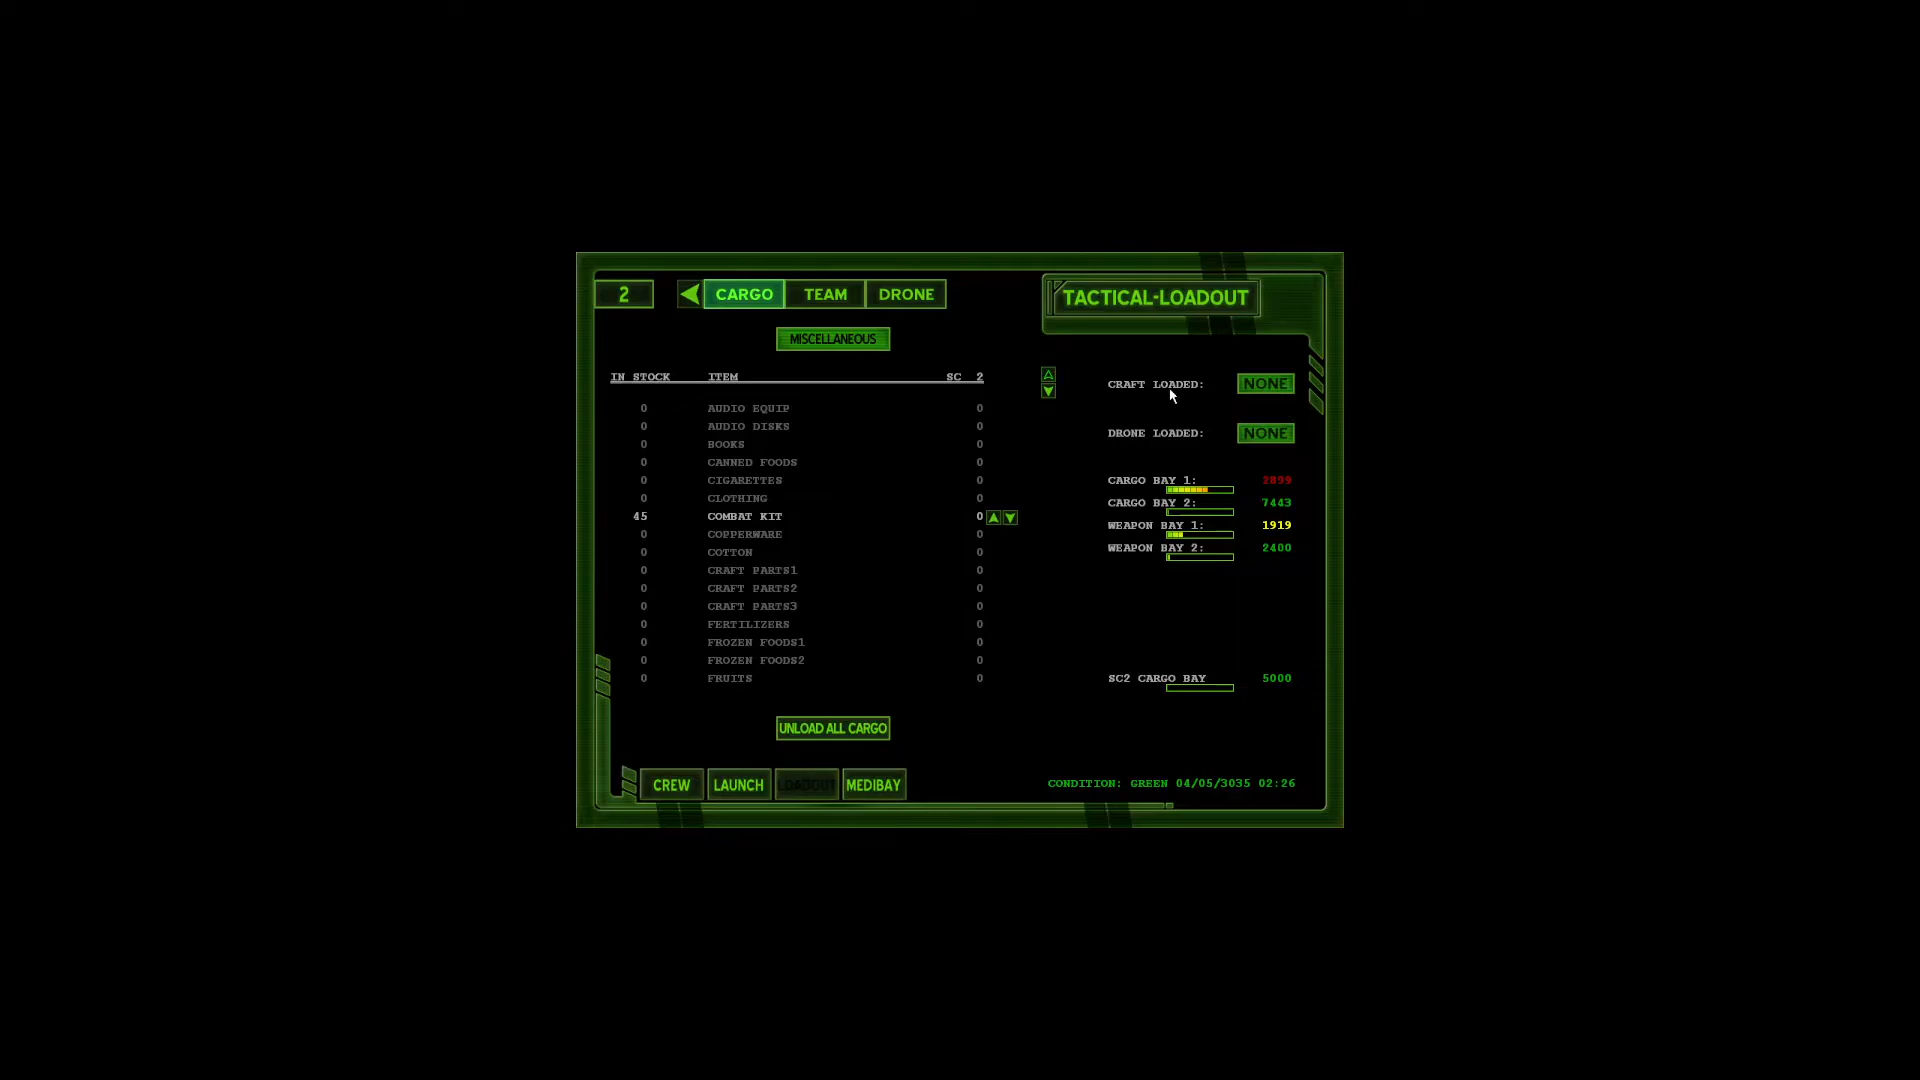 2
CARGO TEAM DRONE
TACTICAL-LOADOUT
MISCELLANEOUS
IN STOCK ITEM SC 2
0 AUDIO EQUIP 0
0 AUDIO DISKS 0
0 BOOKS 0
0 CANNED FOODS 0
0 CIGARETTES 0
0 CLOTHING 0
45 COMBAT KIT 0
0 COPPERWARE 0
0 COTTON 0
0 CRAFT PARTS1 0
0 CRAFT PARTS2 0
0 CRAFT PARTS3 0
0 FERTILIZERS 0
0 FROZEN FOODS1 0
0 FROZEN FOODS2 0
0 FRUITS 0
UNLOAD ALL CARGO
CRAFT LOADED: NONE
DRONE LOADED: NONE
CARGO BAY 1: 2899
CARGO BAY 2: 7443
WEAPON BAY 1: 1919
WEAPON BAY 2: 2400
SC2 CARGO BAY 5000
CREW LAUNCH LOADOUT MEDIBAY
CONDITION: GREEN 04/05/3035 02:26